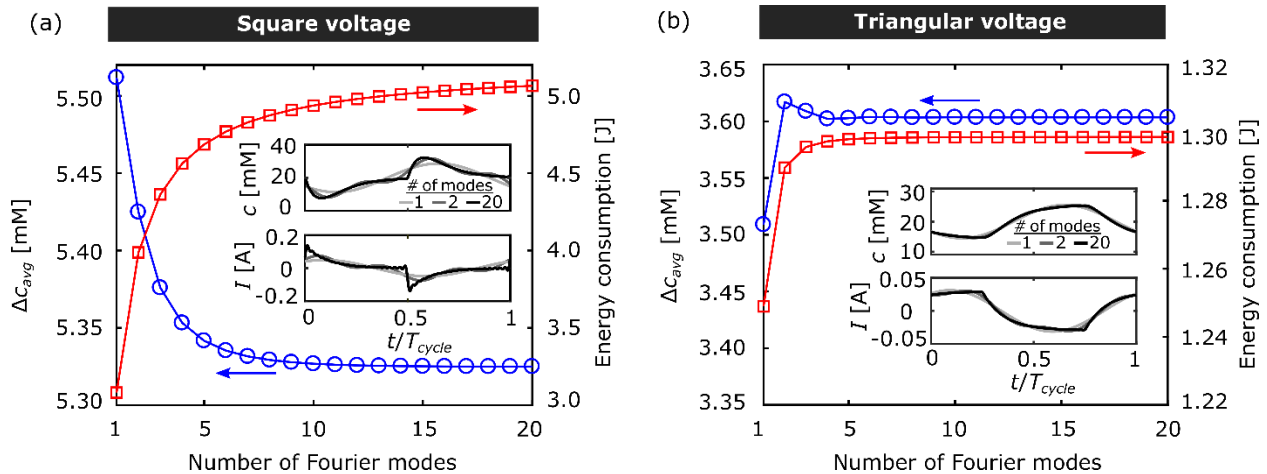 (a)
Square voltage
5.50
5.46
5.42
5.38
5.34
5.30
Δc_avg [mM]
5.0
4.5
4.0
3.5
3.0
Energy consumption [J]
40
20
0
c [mM]
# of modes
1 2 20
0.2
0
-0.2
I [A]
0 0.5 1
t/T_cycle
1 5 10 15 20
Number of Fourier modes
(b)
Triangular voltage
3.65
3.60
3.55
3.50
3.45
3.40
3.35
Δc_avg [mM]
1.32
1.30
1.28
1.26
1.24
1.22
Energy consumption [J]
30
20
10
c [mM]
# of modes
1 2 20
0.05
0
-0.05
I [A]
0 0.5 1
t/T_cycle
1 5 10 15 20
Number of Fourier modes